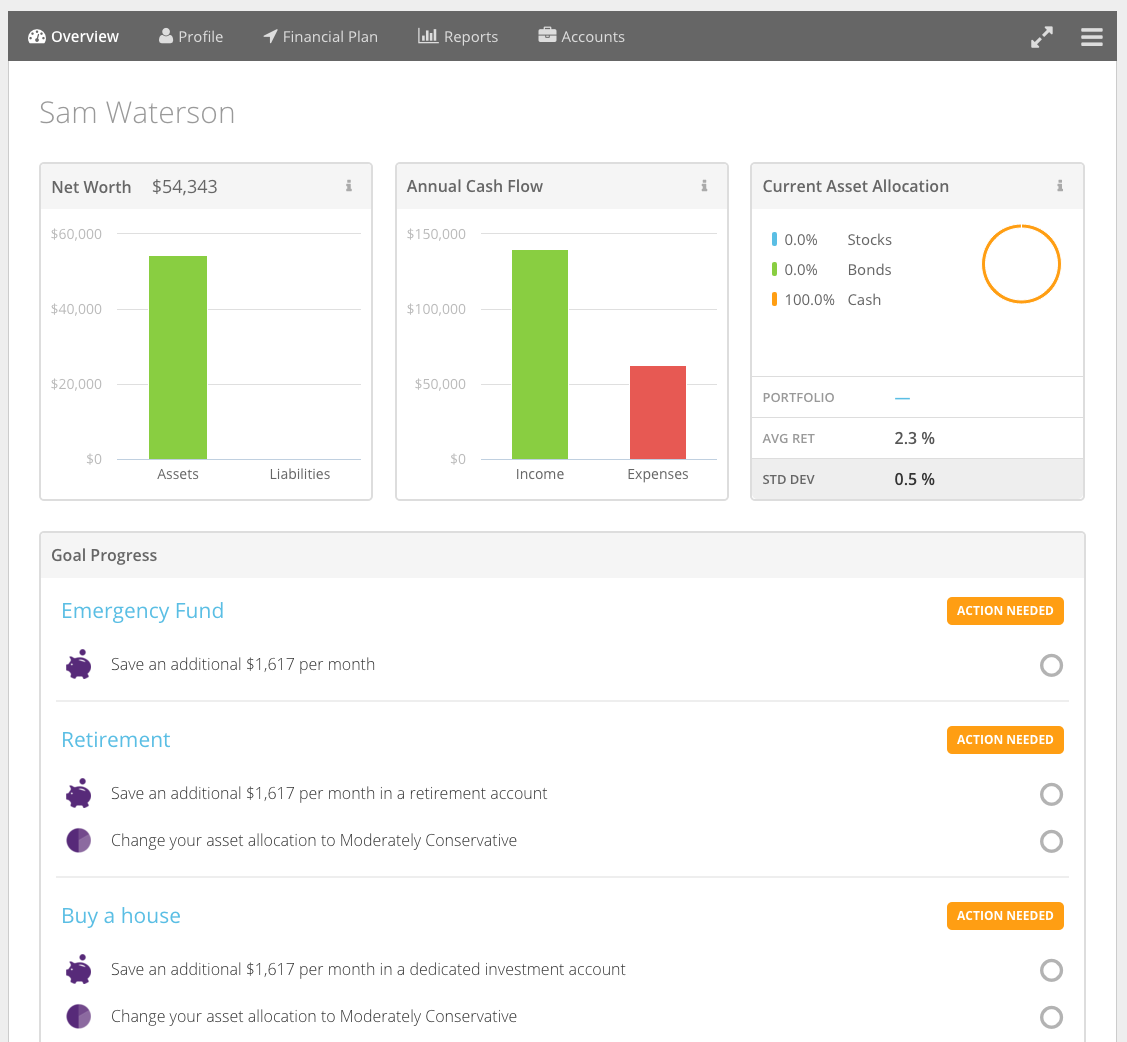 Overview Profile Financial Plan Reports Accounts
Sam Waterson
Net Worth $54,343
$60,000
$40,000
$20,000
$0
Assets Liabilities
Annual Cash Flow
$150,000
$100,000
$50,000
$0
Income Expenses
Current Asset Allocation
0.0% Stocks
0.0% Bonds
100.0% Cash
PORTFOLIO —
AVG RET 2.3 %
STD DEV 0.5 %
Goal Progress
Emergency Fund ACTION NEEDED
Save an additional $1,617 per month
Retirement ACTION NEEDED
Save an additional $1,617 per month in a retirement account
Change your asset allocation to Moderately Conservative
Buy a house ACTION NEEDED
Save an additional $1,617 per month in a dedicated investment account
Change your asset allocation to Moderately Conservative